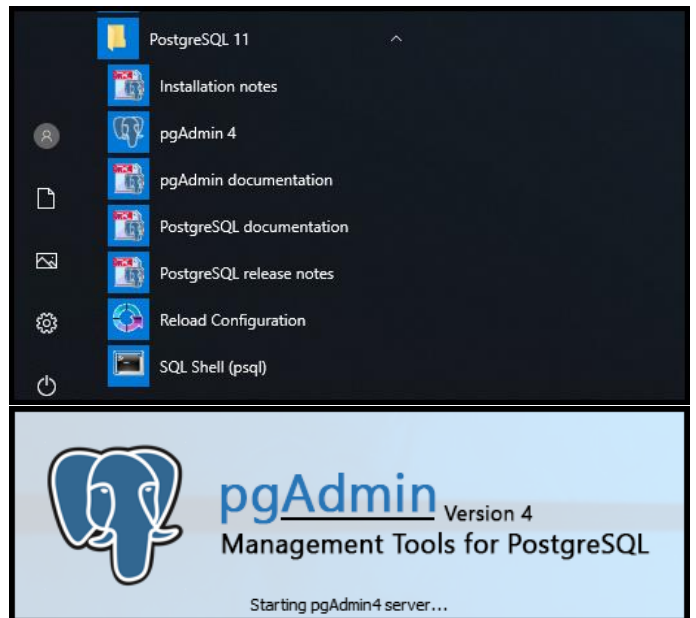 PostgreSQL 11
Installation notes
pgAdmin 4
pgAdmin documentation
PostgreSQL documentation
PostgreSQL release notes
Reload Configuration
SQL Shell (psql)
pgAdmin Version 4
Management Tools for PostgreSQL
Starting pgAdmin4 server...